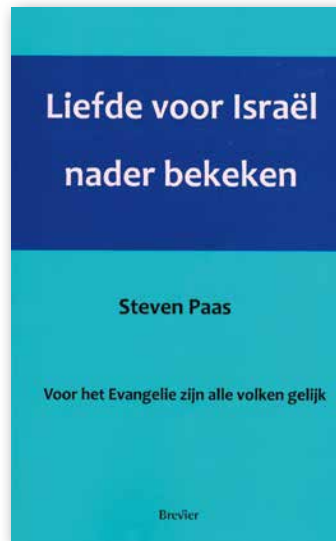 Liefde voor Israël
nader bekeken
Steven Paas
Voor het Evangelie zijn alle volken gelijk
Brevier